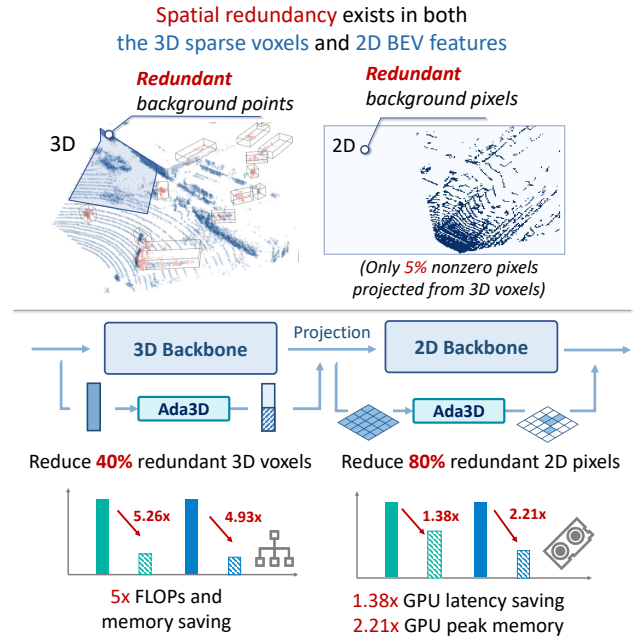 Spatial redundancy exists in both
the 3D sparse voxels and 2D BEV features
Redundant
background points
3D
Redundant
background pixels
2D
(Only 5% nonzero pixels
projected from 3D voxels)
3D Backbone
Projection
2D Backbone
Ada3D
Ada3D
Reduce 40% redundant 3D voxels
Reduce 80% redundant 2D pixels
5.26x
4.93x
1.38x
2.21x
5x FLOPs and
memory saving
1.38x GPU latency saving
2.21x GPU peak memory